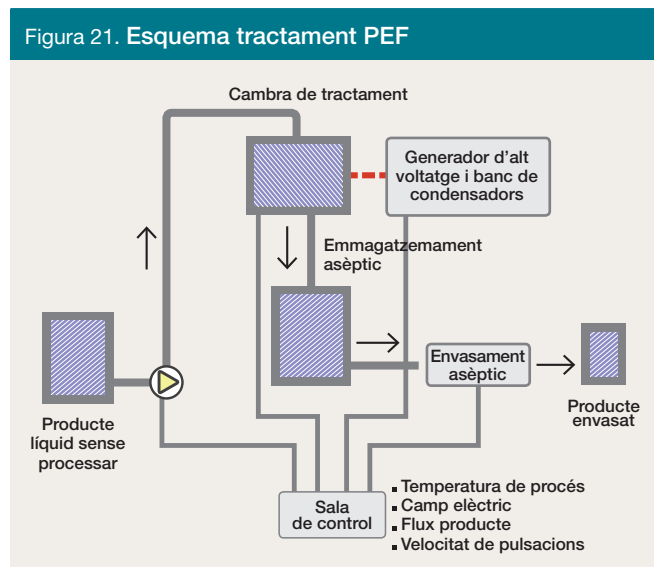 Figura 21. Esquema tractament PEF
Cambra de tractament
Generador d'alt
voltatge i banc de
condensadors
Emmagatzemament
asèptic
Envasament
asèptic
Producte
envasat
Producte
líquid sense
processar
Sala
de control
Temperatura de procés
Camp elèctric
Flux producte
Velocitat de pulsacions